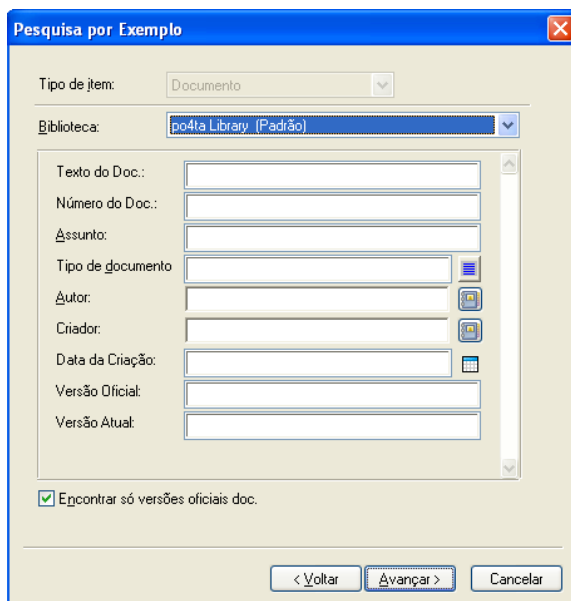 Pesquisa por Exemplo
Tipo de item: Documento
Biblioteca: po4ta Library (Padrão)
Texto do Doc.:
Número do Doc.:
Assunto:
Tipo de documento
Autor:
Criador:
Data da Criação:
Versão Oficial:
Versão Atual:
Encontrar só versões oficiais doc.
< Voltar Avançar > Cancelar